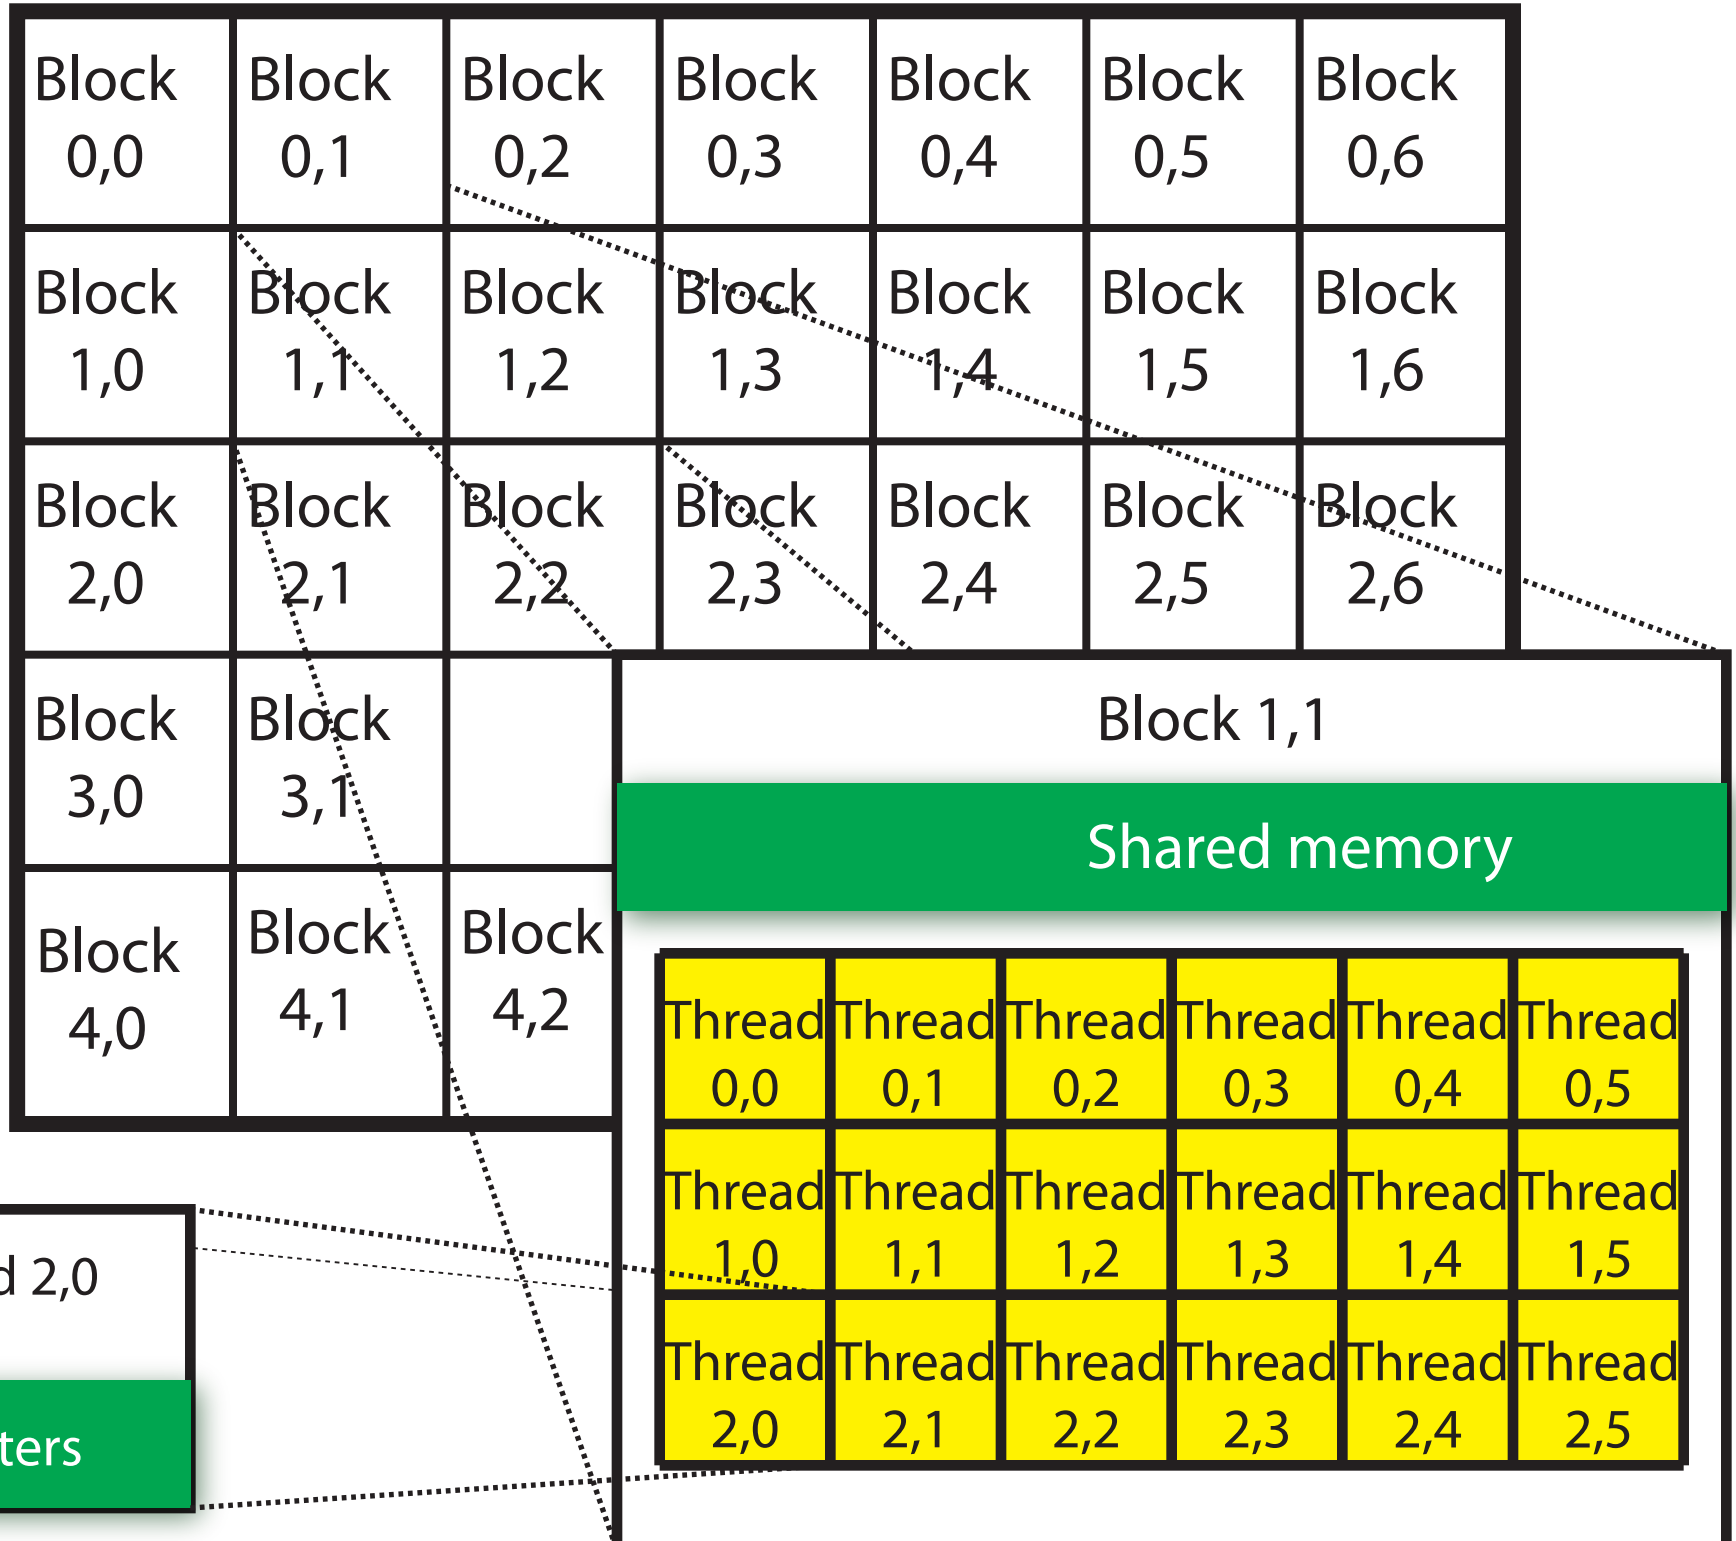 Block Block Block Block Block Block Block
0,0 0,1 0,2 0,3 0,4 0,5 0,6
Block Block Block Block Block Block Block
1,0 1,1 1,2 1,3 1,4 1,5 1,6
Block Block Block Block Block Block Block
2,0 2,1 2,2 2,3 2,4 2,5 2,6
Block Block
3,0 3,1
Block Block Block
4,0 4,1 4,2
Block 1,1
Shared memory
Thread Thread Thread Thread Thread Thread
0,0 0,1 0,2 0,3 0,4 0,5
Thread Thread Thread Thread Thread Thread
1,0 1,1 1,2 1,3 1,4 1,5
Thread Thread Thread Thread Thread Thread
2,0 2,1 2,2 2,3 2,4 2,5
d 2,0
ters